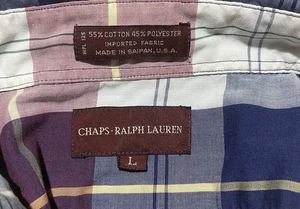 55% COTTON 45% POLYESTER
IMPORTED FABRIC
MADE IN SAIPAN, U.S.A.
CHAPS · RALPH LAUREN
L